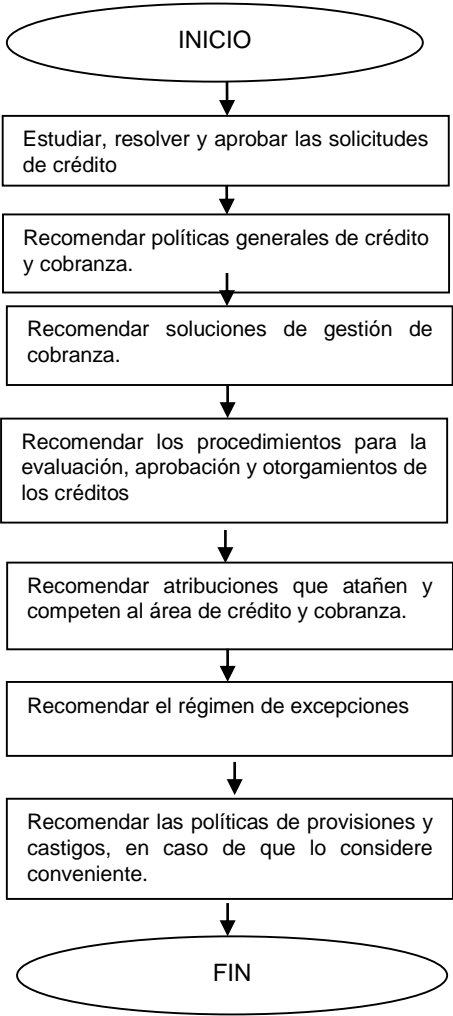 INICIO
Estudiar, resolver y aprobar las solicitudes
de crédito
Recomendar políticas generales de crédito
y cobranza.
Recomendar soluciones de gestión de
cobranza.
Recomendar los procedimientos para la
evaluación, aprobación y otorgamientos de
los créditos
Recomendar atribuciones que atañen y
competen al área de crédito y cobranza.
Recomendar el régimen de excepciones
Recomendar las políticas de provisiones y
castigos, en caso de que lo considere
conveniente.
FIN